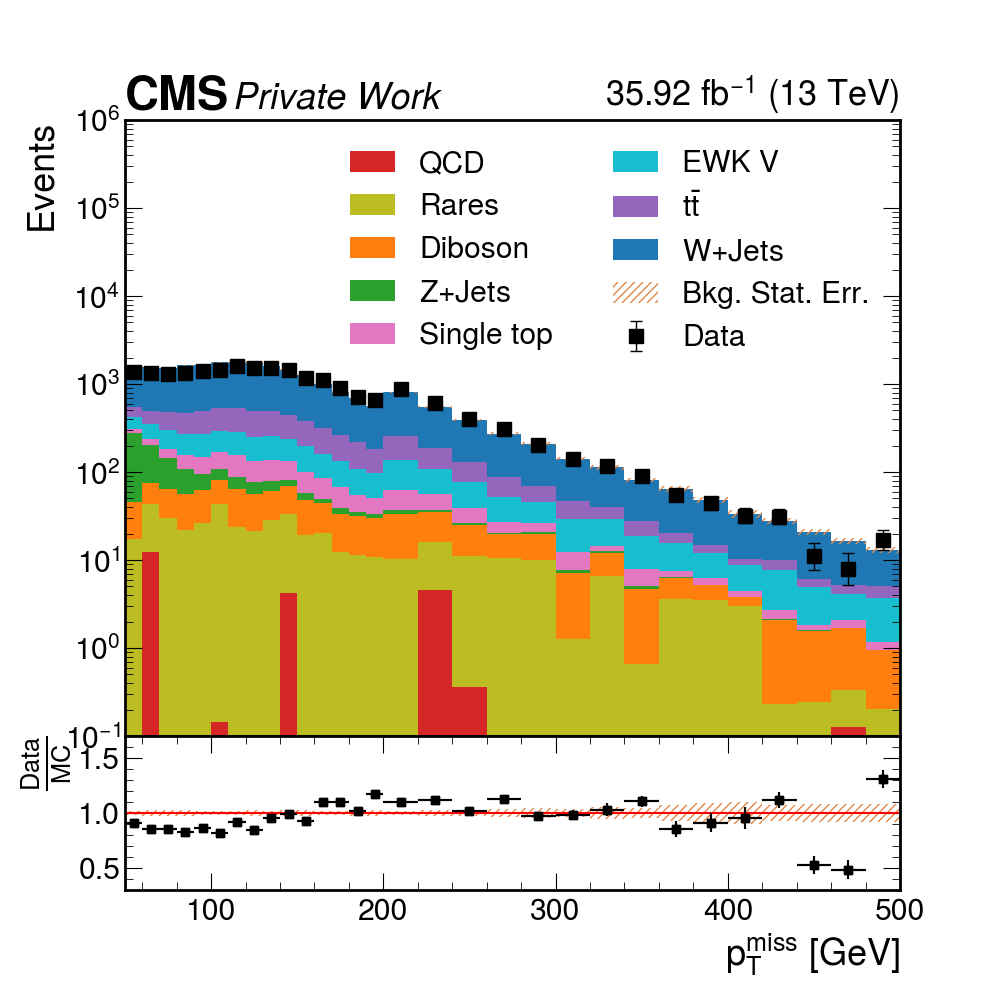 CMS Private Work 35.92 fb⁻¹ (13 TeV)
Events
10⁶
10⁵
10⁴
10³
10²
10¹
10⁰
10⁻¹
QCD
Rares
Diboson
Z+Jets
Single top
EWK V
tt̄
W+Jets
Bkg. Stat. Err.
Data
Data
MC
1.5
1.0
0.5
100 200 300 400 500
p_T^miss [GeV]